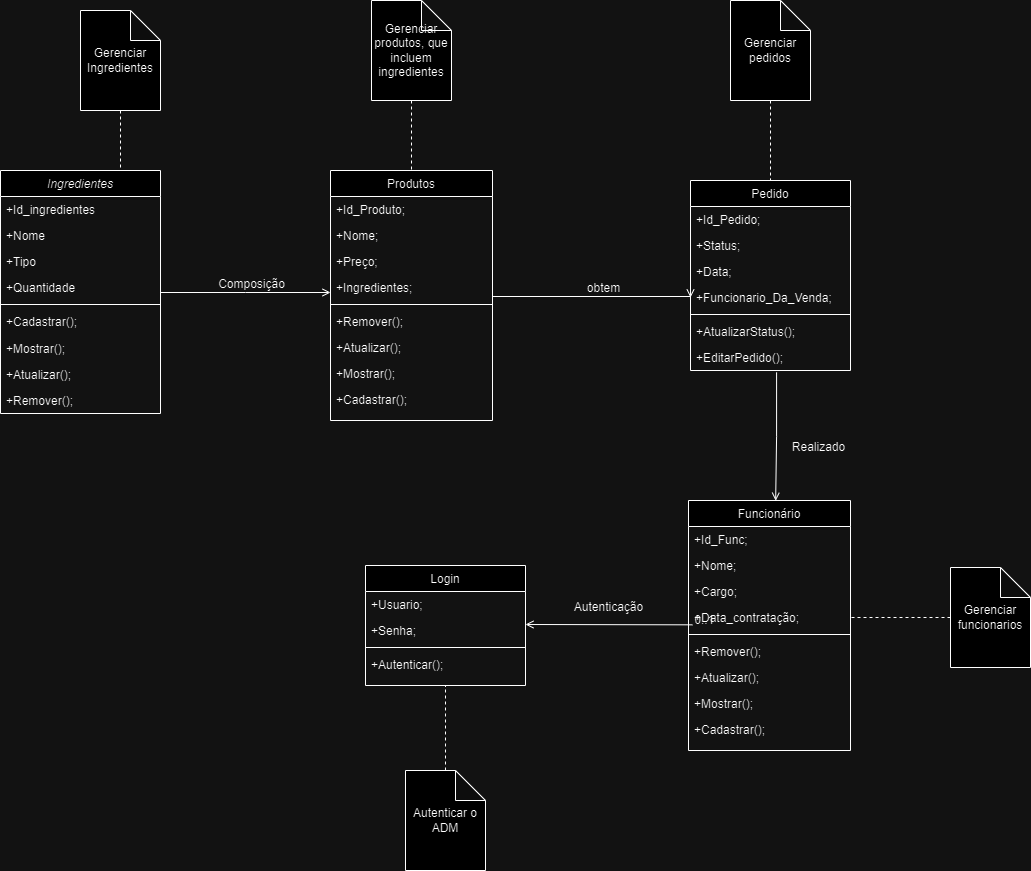 Gerenciar
Ingredientes
Gerenciar
produtos, que
incluem
ingredientes
Gerenciar
pedidos
Ingredientes
+Id_ingredientes
+Nome
+Tipo
+Quantidade
+Cadastrar();
+Mostrar();
+Atualizar();
+Remover();
Composição
Produtos
+Id_Produto;
+Nome;
+Preço;
+Ingredientes;
+Remover();
+Atualizar();
+Mostrar();
+Cadastrar();
obtem
Pedido
+Id_Pedido;
+Status;
+Data;
+Funcionario_Da_Venda;
+AtualizarStatus();
+EditarPedido();
Realizado
Funcionário
+Id_Func;
+Nome;
+Cargo;
+Data_contratação;
0..1
+Remover();
+Atualizar();
+Mostrar();
+Cadastrar();
Gerenciar
funcionarios
Autenticação
Login
+Usuario;
+Senha;
+Autenticar();
Autenticar o
ADM